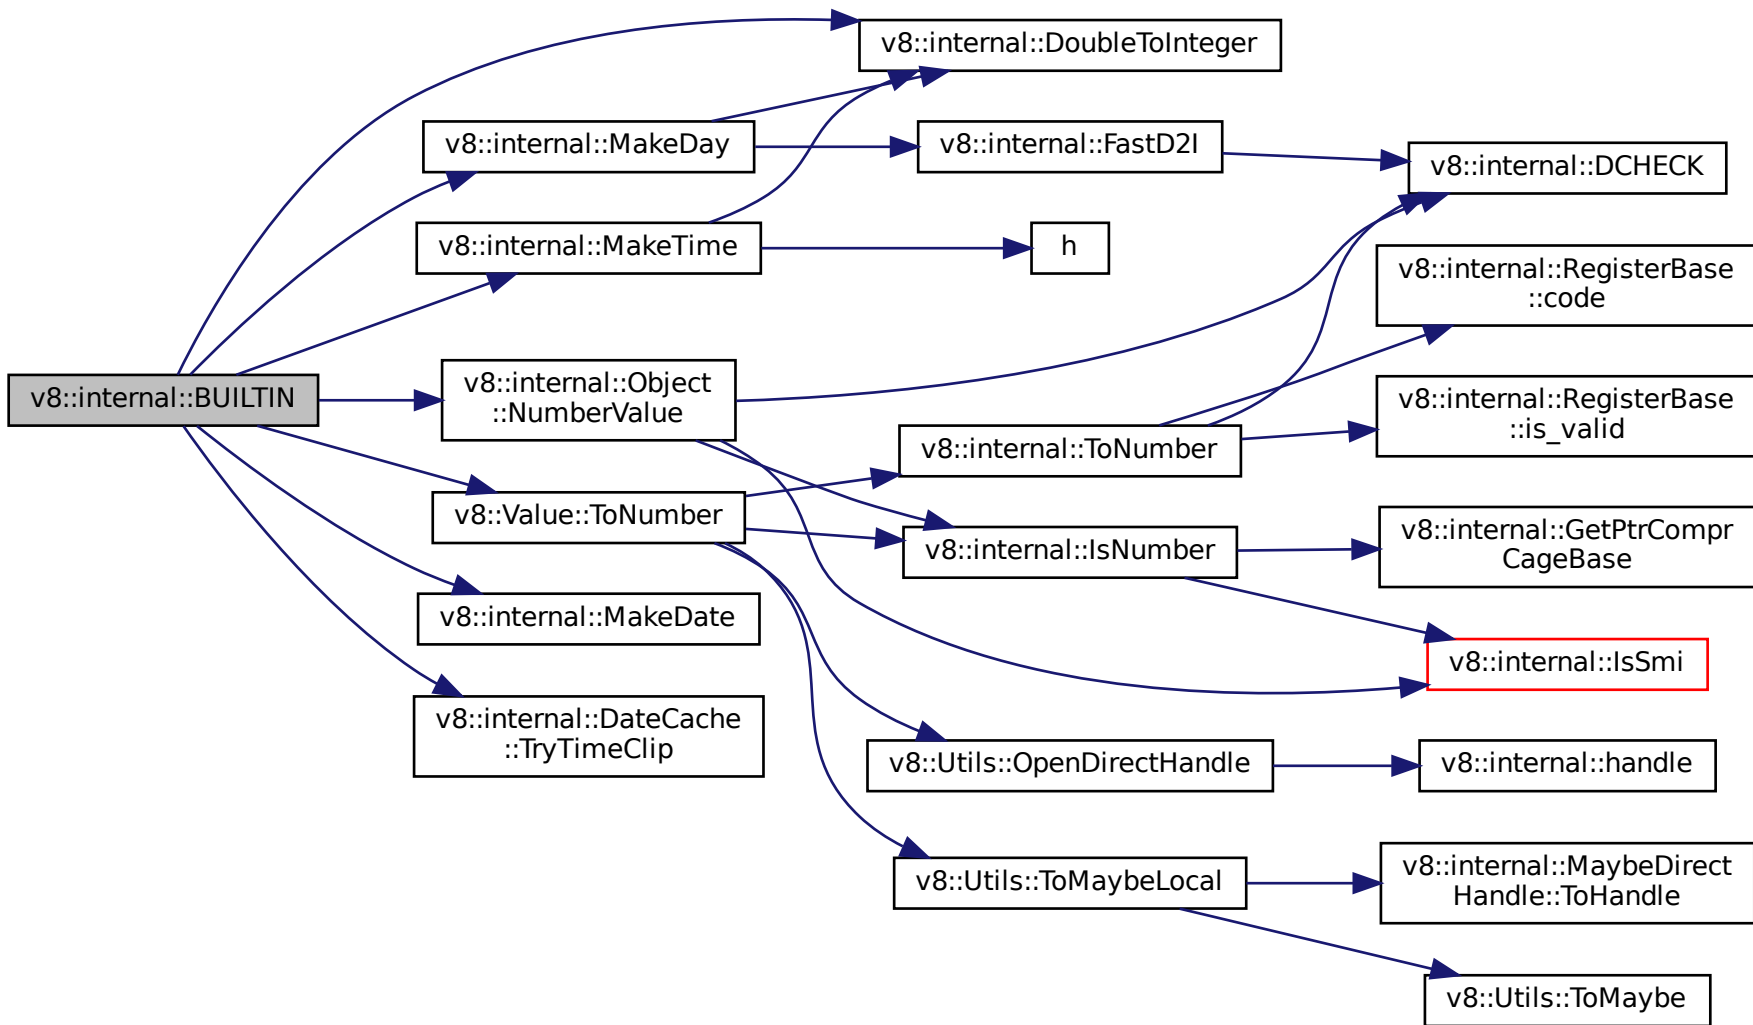 v8::internal::DoubleToInteger
v8::internal::MakeDay
v8::internal::FastD2I
v8::internal::DCHECK
v8::internal::MakeTime
h
v8::internal::RegisterBase
::code
v8::internal::BUILTIN
v8::internal::Object
::NumberValue
v8::internal::RegisterBase
::is_valid
v8::internal::ToNumber
v8::Value::ToNumber
v8::internal::IsNumber
v8::internal::GetPtrCompr
CageBase
v8::internal::MakeDate
v8::internal::IsSmi
v8::internal::DateCache
::TryTimeClip
v8::Utils::OpenDirectHandle
v8::internal::handle
v8::Utils::ToMaybeLocal
v8::internal::MaybeDirect
Handle::ToHandle
v8::Utils::ToMaybe